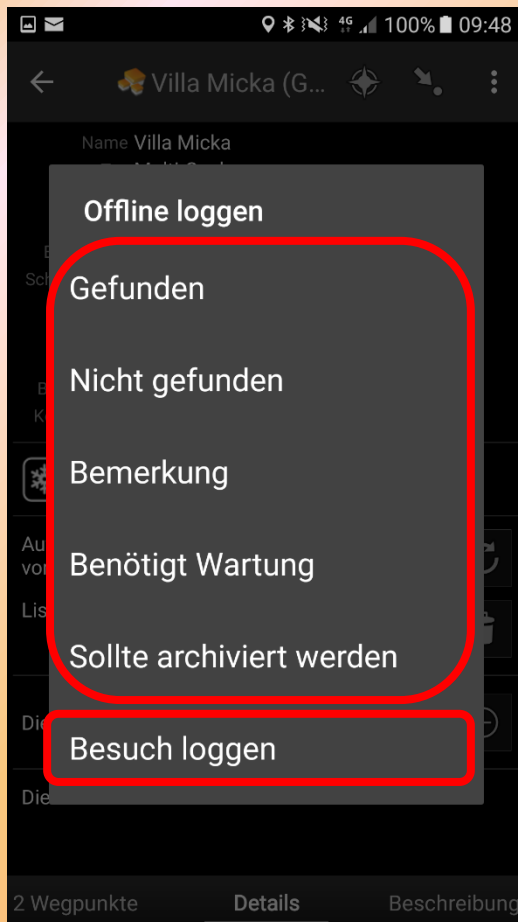 4G 100% 09:48
Villa Micka (G...
Name Villa Micka
Offline loggen
Gefunden
Nicht gefunden
Bemerkung
Benötigt Wartung
Sollte archiviert werden
Besuch loggen
Die
2 Wegpunkte Details Beschreibung